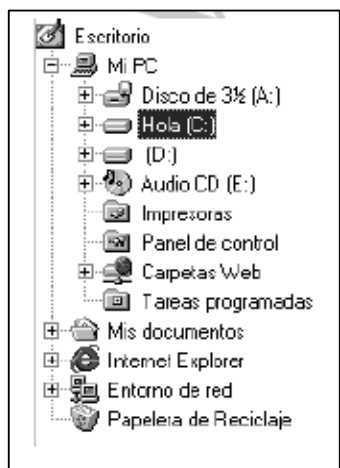 Escritorio
Mi PC
Disco de 3½ (A:)
Hola (C:)
(D:)
Audio CD (E:)
Impresoras
Panel de control
Carpetas Web
Tareas programadas
Mis documentos
Internet Explorer
Entorno de red
Papelera de Reciclaje